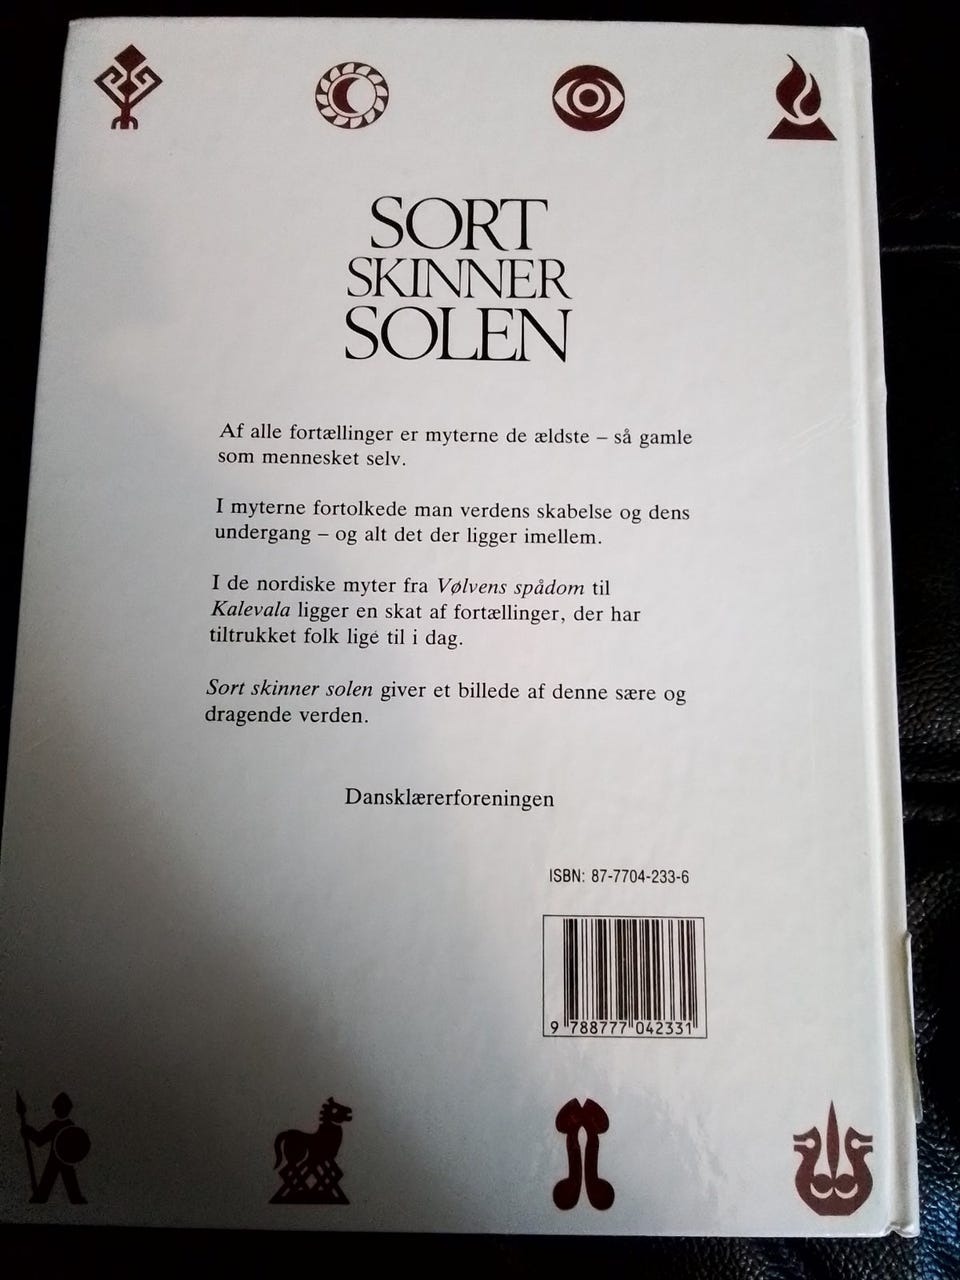 SORT
SKINNER
SOLEN
Af alle fortællinger er myterne de ældste – så gamle
som mennesket selv.
I myterne fortolkede man verdens skabelse og dens
undergang – og alt det der ligger imellem.
I de nordiske myter fra Vølvens spådom til
Kalevala ligger en skat af fortællinger, der har
tiltrukket folk lige til i dag.
Sort skinner solen giver et billede af denne sære og
dragende verden.
Dansklærerforeningen
ISBN: 87-7704-233-6
9 788777 042331